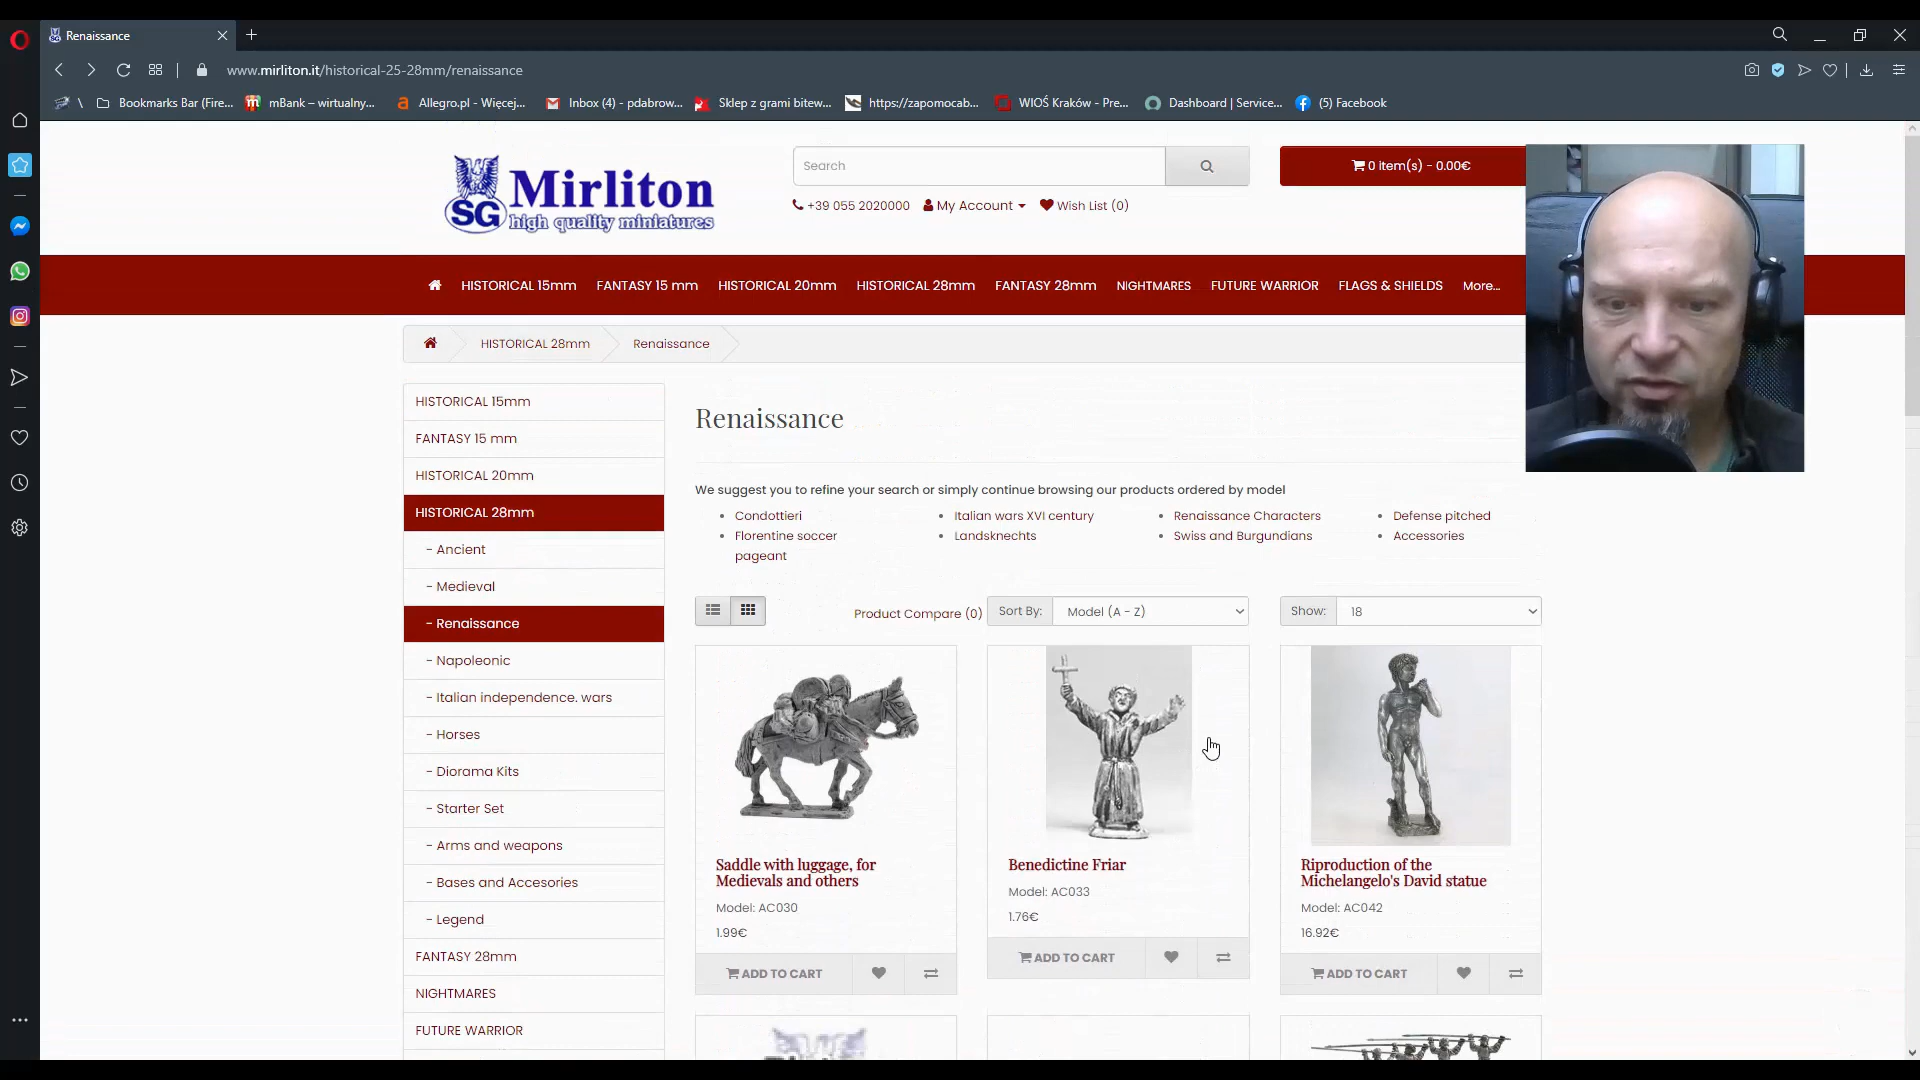 Renaissance
www.mirliton.it/historical-25-28mm/renaissance
\
Bookmarks Bar (Fire...
mBank – wirtualny...
Allegro.pl - Więcej...
Inbox (4) - pdabrow...
Sklep z grami bitew...
https://zapomocab...
WIOŚ Kraków - Pre...
Dashboard | Service...
(5) Facebook
SG Mirliton
high quality miniatures
Search
0 item(s) - 0.00€
+39 055 2020000
My Account
Wish List (0)
HISTORICAL 15mm
FANTASY 15 mm
HISTORICAL 20mm
HISTORICAL 28mm
FANTASY 28mm
NIGHTMARES
FUTURE WARRIOR
FLAGS & SHIELDS
More...
HISTORICAL 28mm
Renaissance
HISTORICAL 15mm
FANTASY 15 mm
HISTORICAL 20mm
HISTORICAL 28mm
- Ancient
- Medieval
- Renaissance
- Napoleonic
- Italian independence. wars
- Horses
- Diorama Kits
- Starter Set
- Arms and weapons
- Bases and Accesories
- Legend
FANTASY 28mm
NIGHTMARES
FUTURE WARRIOR
Renaissance
We suggest you to refine your search or simply continue browsing our products ordered by model
Condottieri
Florentine soccer
pageant
Italian wars XVI century
Landsknechts
Renaissance Characters
Swiss and Burgundians
Defense pitched
Accessories
Product Compare (0)
Sort By:
Model (A - Z)
Show:
18
Saddle with luggage, for
Medievals and others
Model: AC030
1.99€
ADD TO CART
Benedictine Friar
Model: AC033
1.76€
ADD TO CART
Riproduction of the
Michelangelo's David statue
Model: AC042
16.92€
ADD TO CART